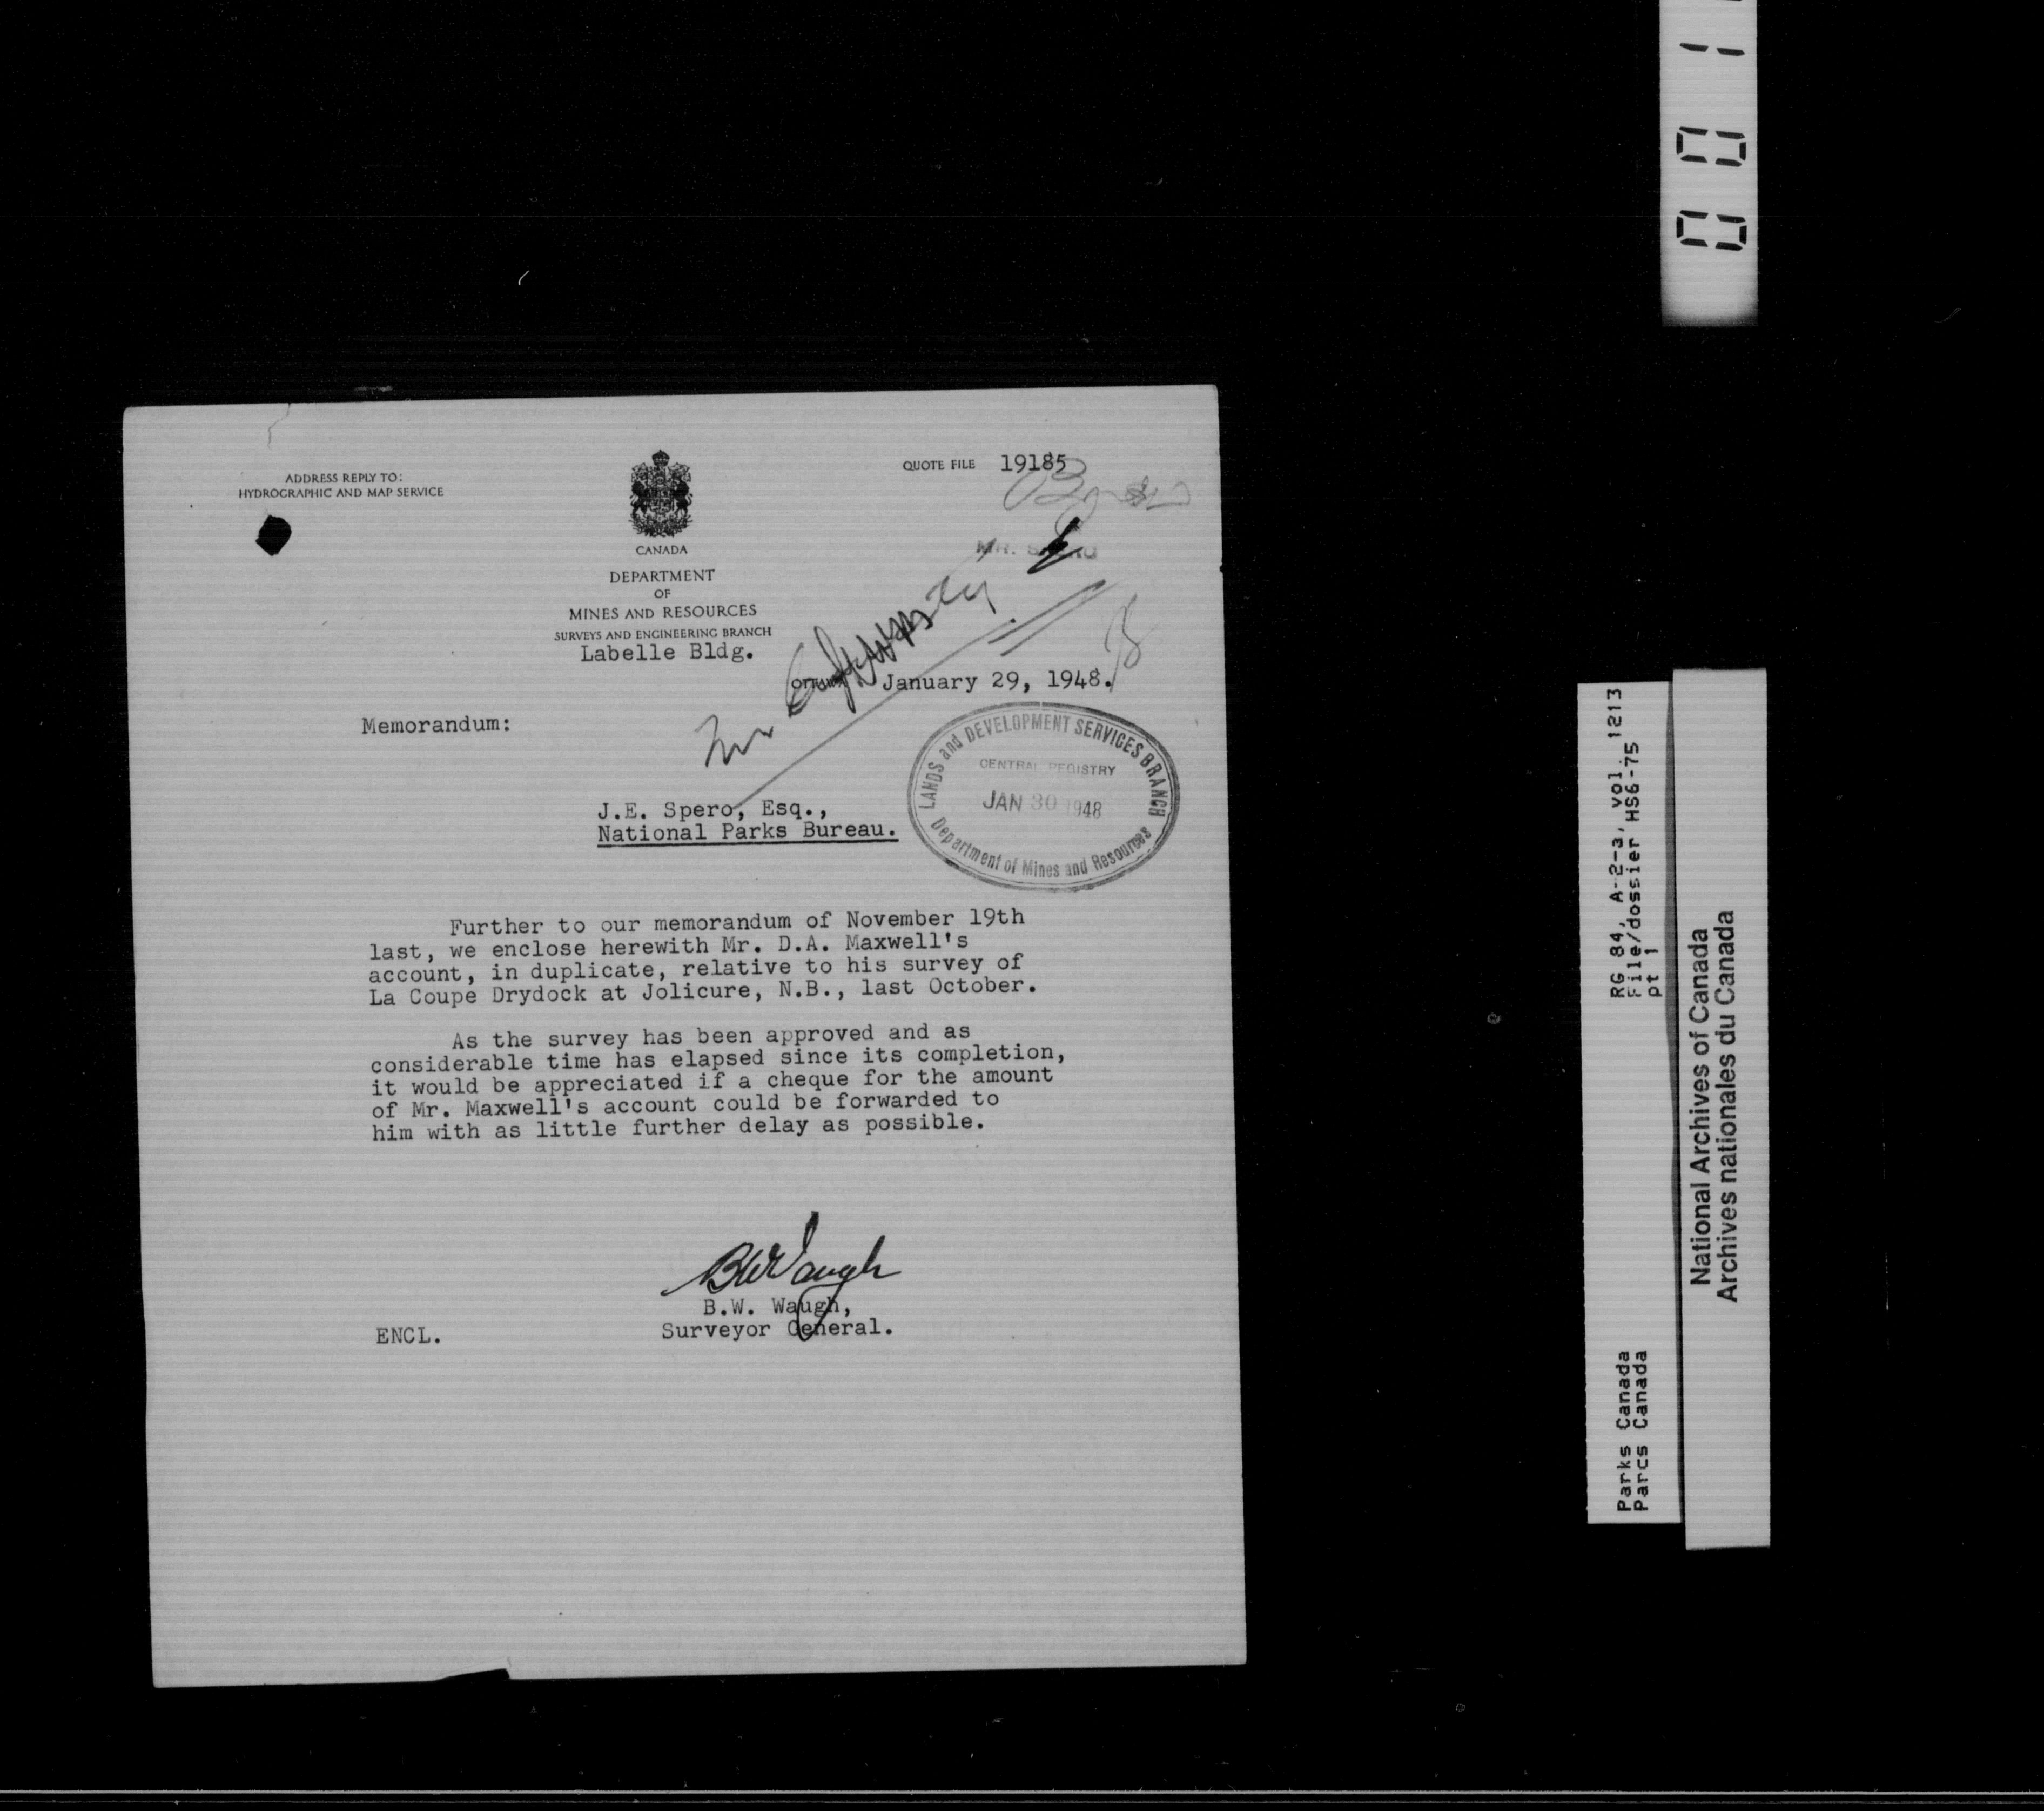 ADDRESS REPLY TO:
HYDROGRAPHIC AND MAP SERVICE
QUOTE FILE 19185
CANADA
DEPARTMENT
OF
MINES AND RESOURCES
SURVEYS AND ENGINEERING BRANCH
Labelle Bldg.
OTTAWA January 29, 1948.
Memorandum:
LANDS and DEVELOPMENT SERVICES BRANCH
CENTRAL REGISTRY
JAN 30 1948
Department of Mines and Resources
J.E. Spero, Esq.,
National Parks Bureau.
Further to our memorandum of November 19th
last, we enclose herewith Mr. D.A. Maxwell's
account, in duplicate, relative to his survey of
La Coupe Drydock at Jolicure, N.B., last October.
As the survey has been approved and as
considerable time has elapsed since its completion,
it would be appreciated if a cheque for the amount
of Mr. Maxwell's account could be forwarded to
him with as little further delay as possible.
BWWaugh
B.W. Waugh,
Surveyor General.
ENCL.
RG 84, A-2-a, vol. 1213
File/dossier HS6-75
pt 1
Parks Canada
Parcs Canada
National Archives of Canada
Archives nationales du Canada